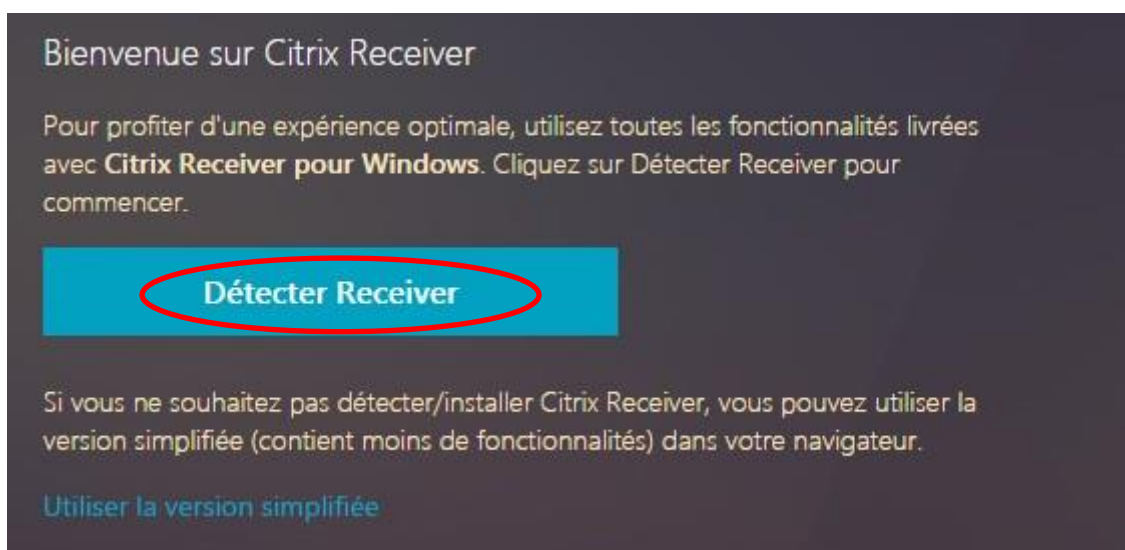 Bienvenue sur Citrix Receiver
Pour profiter d'une expérience optimale, utilisez toutes les fonctionnalités livrées
avec Citrix Receiver pour Windows. Cliquez sur Détecter Receiver pour
commencer.
Détecter Receiver
Si vous ne souhaitez pas détecter/installer Citrix Receiver, vous pouvez utiliser la
version simplifiée (contient moins de fonctionnalités) dans votre navigateur.
Utiliser la version simplifiée